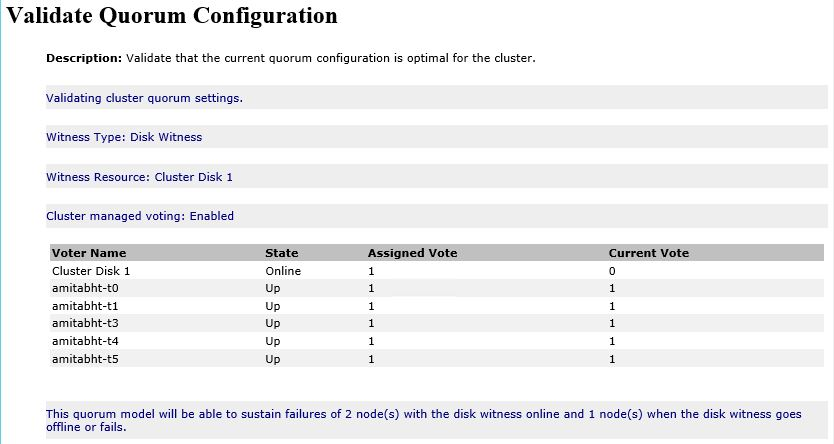 Validate Quorum Configuration
Description: Validate that the current quorum configuration is optimal for the cluster.
Validating cluster quorum settings.
Witness Type: Disk Witness
Witness Resource: Cluster Disk 1
Cluster managed voting: Enabled
Voter Name State Assigned Vote Current Vote
Cluster Disk 1 Online 1 0
amitabht-t0 Up 1 1
amitabht-t1 Up 1 1
amitabht-t3 Up 1 1
amitabht-t4 Up 1 1
amitabht-t5 Up 1 1
This quorum model will be able to sustain failures of 2 node(s) with the disk witness online and 1 node(s) when the disk witness goes
offline or fails.